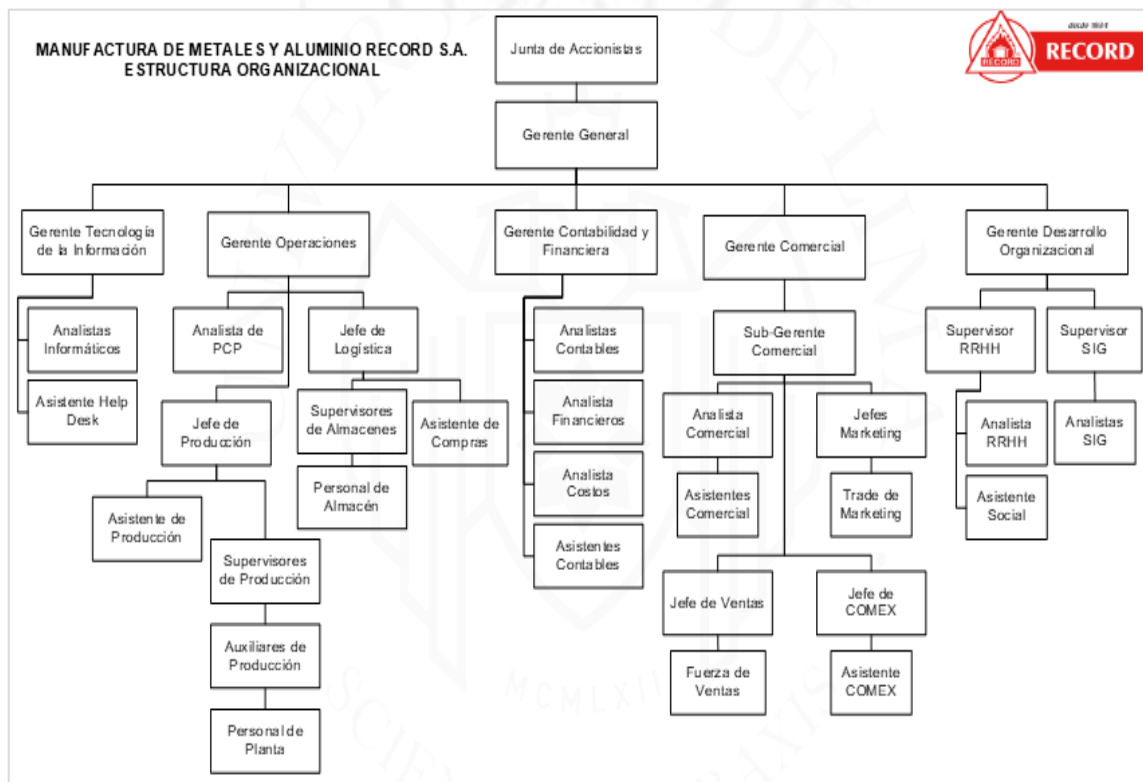 MANUFACTURA DE METALES Y ALUMINIO RECORD S.A.
ESTRUCTURA ORGANIZACIONAL
desde 1934
RECORD
RECORD
Junta de Accionistas
Gerente General
Gerente Tecnología
de la Información
Gerente Operaciones
Gerente Contabilidad y
Financiera
Gerente Comercial
Gerente Desarrollo
Organizacional
Analistas
Informáticos
Asistente Help
Desk
Analista de
PCP
Jefe de
Logística
Jefe de
Producción
Supervisores
de Almacenes
Asistente de
Compras
Personal de
Almacén
Asistente de
Producción
Supervisores
de Producción
Auxiliares de
Producción
Personal de
Planta
Analistas
Contables
Analista
Financieros
Analista
Costos
Asistentes
Contables
Sub-Gerente
Comercial
Analista
Comercial
Jefes
Marketing
Asistentes
Comercial
Trade de
Marketing
Jefe de Ventas
Jefe de
COMEX
Fuerza de
Ventas
Asistente
COMEX
Supervisor
RRHH
Supervisor
SIG
Analista
RRHH
Analistas
SIG
Asistente
Social